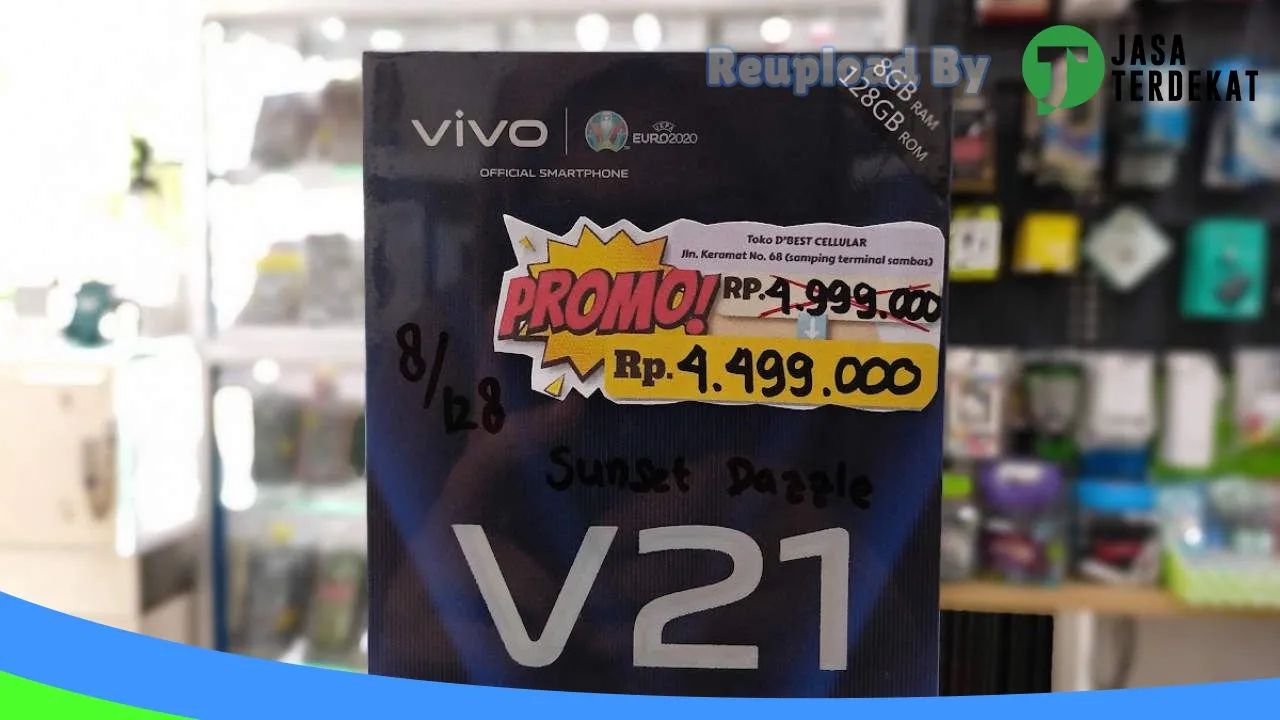 Reupload By
JASA
TERDEKAT
8GB RAM
128GB ROM
vivo
UEFA
EURO2020
OFFICIAL SMARTPHONE
Toko D'BEST CELLULAR
Jln. Keramat No. 68 (samping terminal sambas)
PROMO!
RP.4.999.000
Rp.4.499.000
8/128
Sunset Dazzle
V21